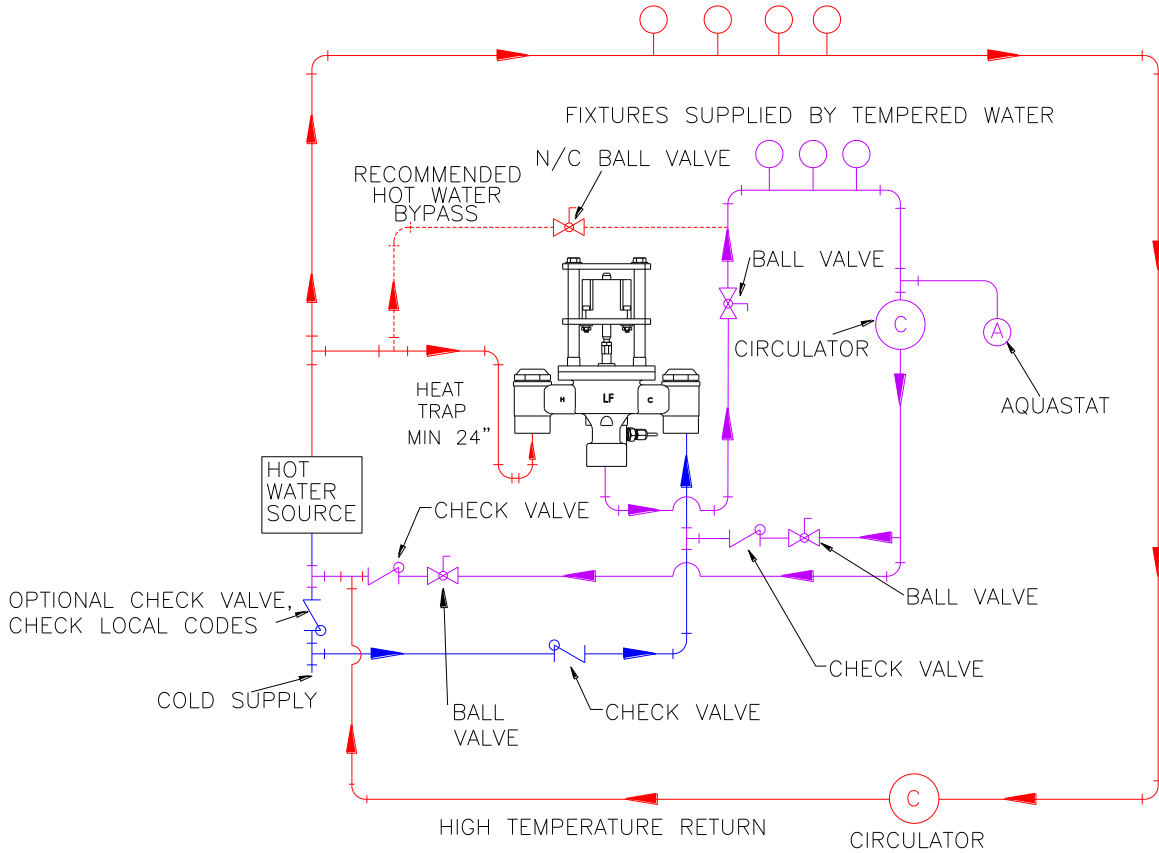 FIXTURES SUPPLIED BY TEMPERED WATER
N/C BALL VALVE
RECOMMENDED
HOT WATER
BYPASS
BALL VALVE
C
CIRCULATOR
A
AQUASTAT
HEAT
TRAP
MIN 24"
H
LF
C
HOT
WATER
SOURCE
CHECK VALVE
OPTIONAL CHECK VALVE,
CHECK LOCAL CODES
BALL VALVE
CHECK VALVE
COLD SUPPLY
BALL
VALVE
CHECK VALVE
C
HIGH TEMPERATURE RETURN
CIRCULATOR